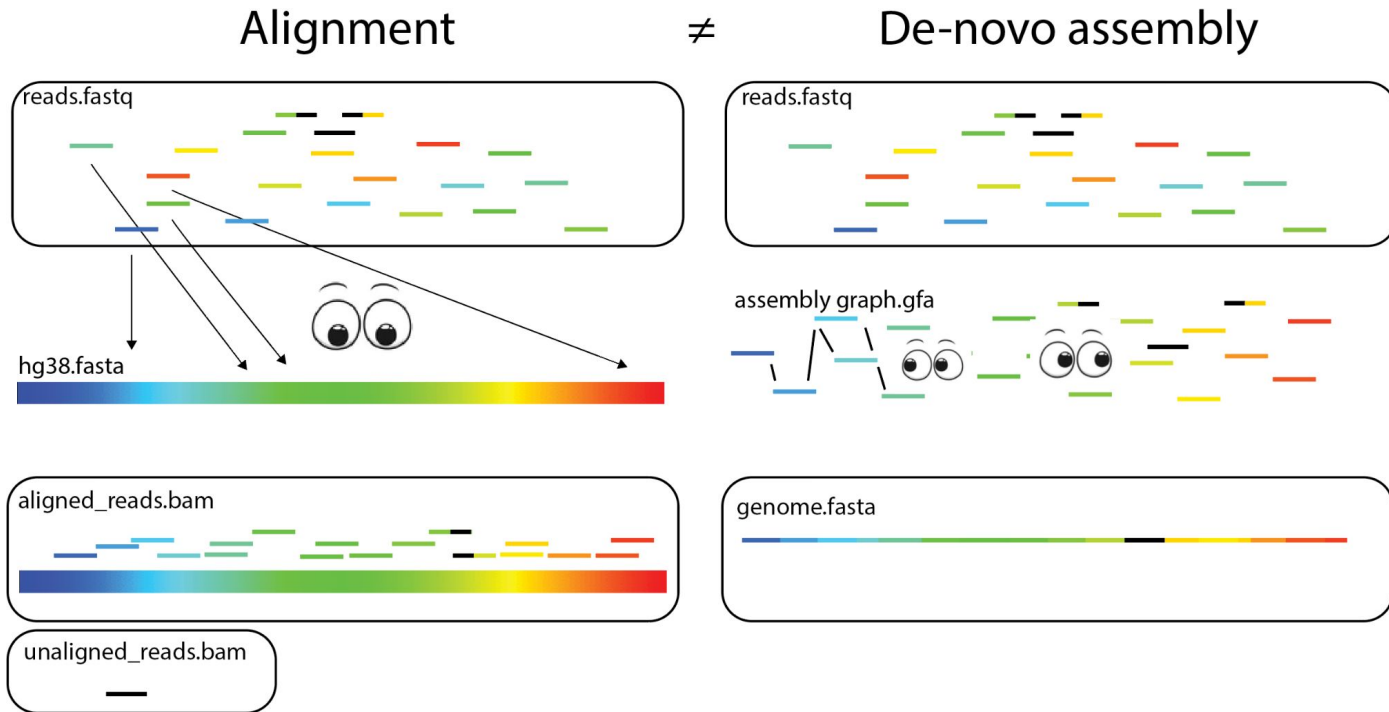 Alignment ≠ De-novo assembly
reads.fastq
hg38.fasta
aligned_reads.bam
unaligned_reads.bam
reads.fastq
assembly graph.gfa
genome.fasta